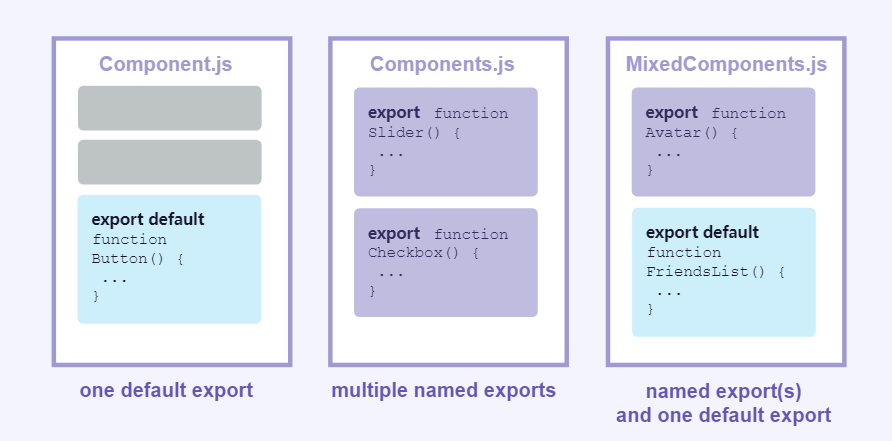 Component.js
export default
function
Button() {
...
}
one default export
Components.js
export function
Slider() {
...
}
export function
Checkbox() {
...
}
multiple named exports
MixedComponents.js
export function
Avatar() {
...
}
export default
function
FriendsList() {
...
}
named export(s)
and one default export